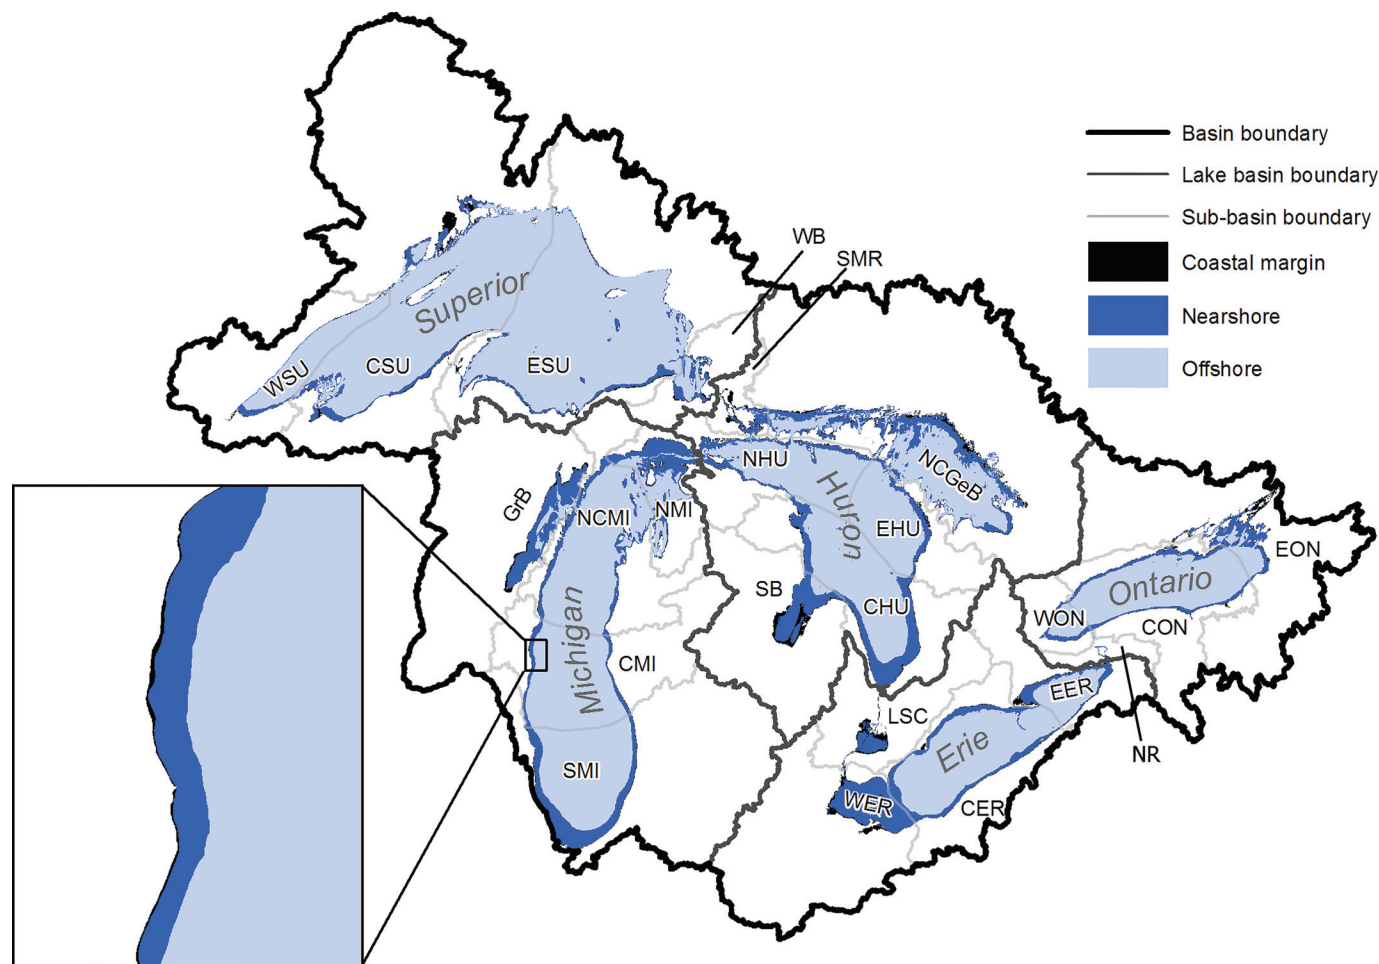 Basin boundary
Lake basin boundary
Sub-basin boundary
Coastal margin
Nearshore
Offshore
WB
SMR
Superior
WSU
CSU
ESU
NHU
NCGeB
Huron
EHU
GrB
NCMI
NMI
EON
Ontario
SB
CHU
WON
CON
Michigan
CMI
EER
LSC
Erie
NR
SMI
WER
CER